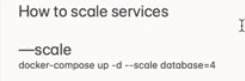 How to scale services
—scale
docker-compose up -d --scale database=4